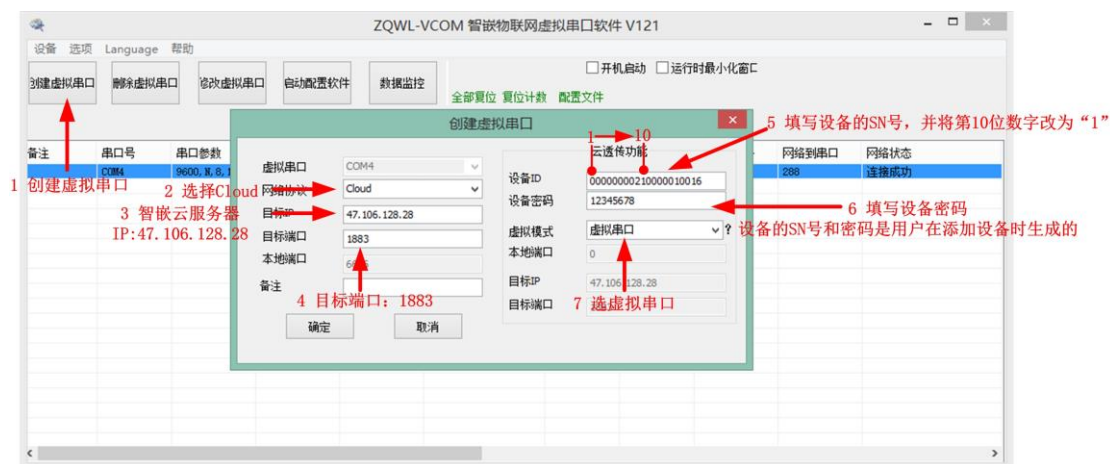 ZQWL-VCOM 智嵌物联网虚拟串口软件 V121
设备 选项 Language 帮助
创建虚拟串口 删除虚拟串口 修改虚拟串口 启动配置软件 数据监控
开机启动 运行时最小化窗口
全部复位 复位计数 配置文件
备注 串口号 串口参数 网络到串口 网络状态
COM4 9600,N,8,1 288 连接成功
创建虚拟串口
虚拟串口 COM4
网络协议 Cloud
目标IP 47.106.128.28
目标端口 1883
本地端口
备注
确定 取消
云透传功能
设备ID 00000000210000010016
设备密码 12345678
虚拟模式 虚拟串口 ?
本地端口 0
目标IP 47.106.128.28
目标端口
1 创建虚拟串口
2 选择Cloud
3 智嵌云服务器
IP:47.106.128.28
4 目标端口：1883
1 10
5 填写设备的SN号，并将第10位数字改为“1”
6 填写设备密码
设备的SN号和密码是用户在添加设备时生成的
7 选虚拟串口